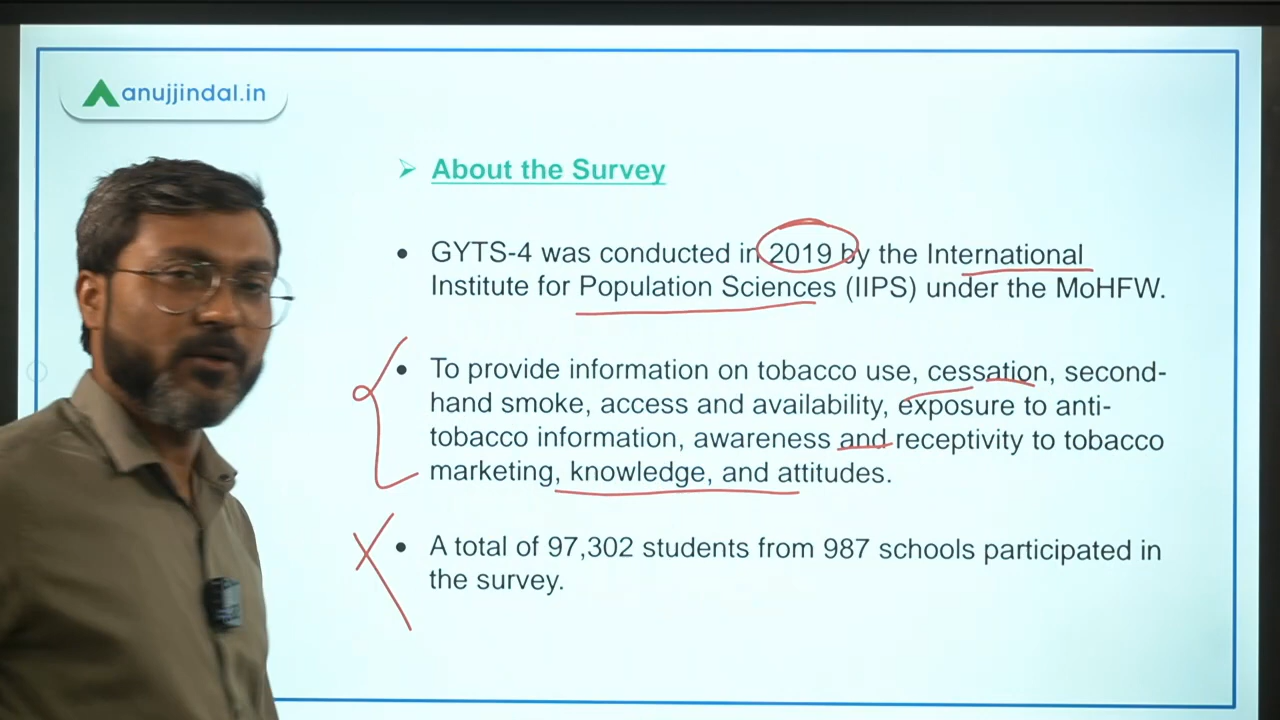 anujjindal.in
About the Survey
GYTS-4 was conducted in 2019 by the International
Institute for Population Sciences (IIPS) under the MoHFW.
To provide information on tobacco use, cessation, second-
hand smoke, access and availability, exposure to anti-
tobacco information, awareness and receptivity to tobacco
marketing, knowledge, and attitudes.
A total of 97,302 students from 987 schools participated in
the survey.